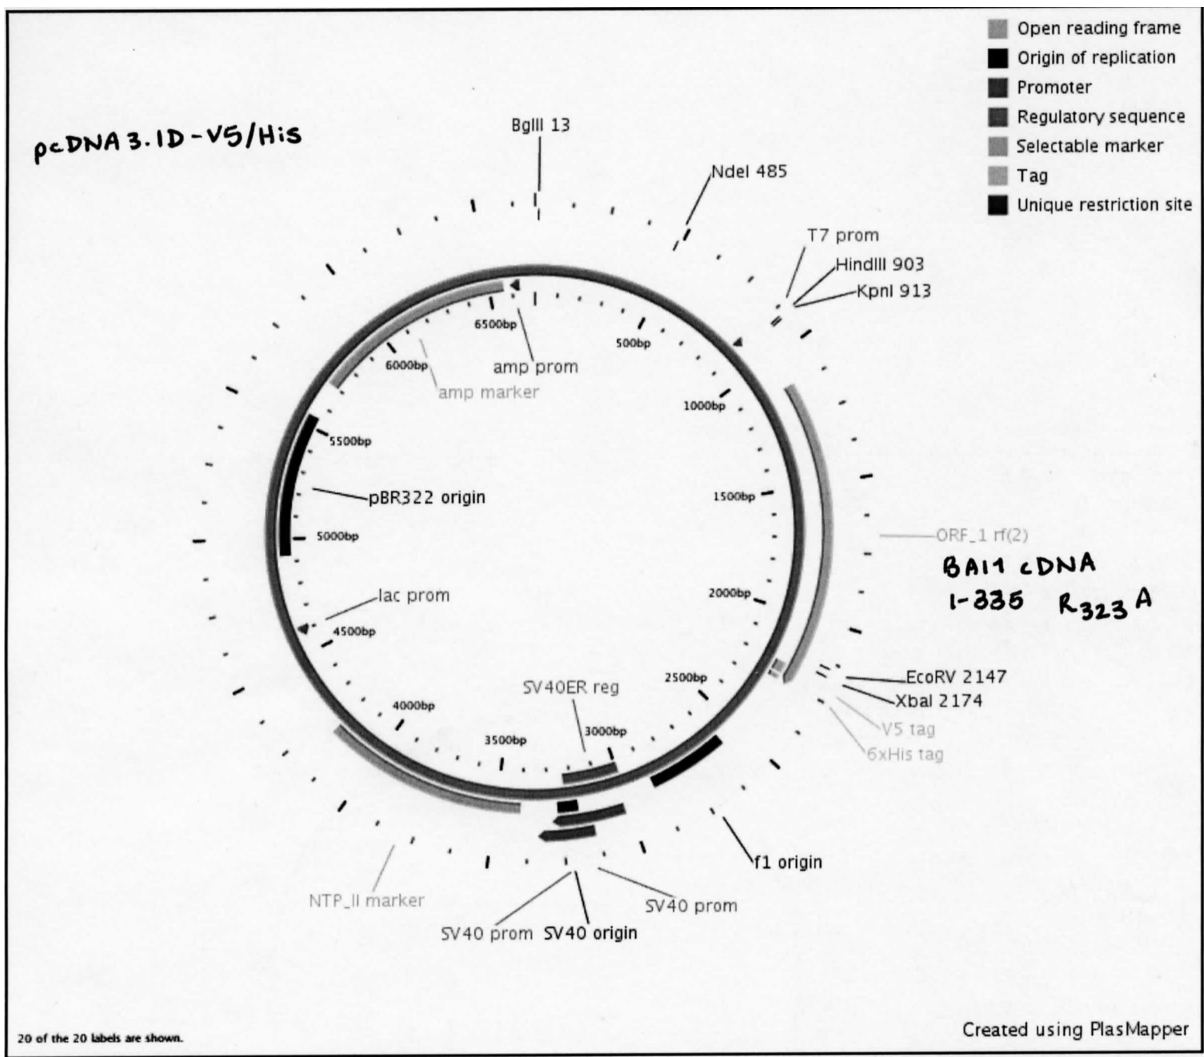 Open reading frame
Origin of replication
Promoter
Regulatory sequence
Selectable marker
Tag
Unique restriction site
pcDNA3.1D-V5/His
BglII 13
NdeI 485
T7 prom
HindIII 903
KpnI 913
6500bp
500bp
6000bp
amp prom
amp marker
1000bp
5500bp
1500bp
pBR322 origin
ORF_1 rf(2)
5000bp
BAI1 cDNA
1-335 R323A
2000bp
lac prom
4500bp
EcoRV 2147
2500bp
SV40ER reg
XbaI 2174
V5 tag
4000bp
3000bp
6xHis tag
3500bp
f1 origin
NTP_II marker
SV40 prom
SV40 prom
SV40 origin
20 of the 20 labels are shown.
Created using PlasMapper